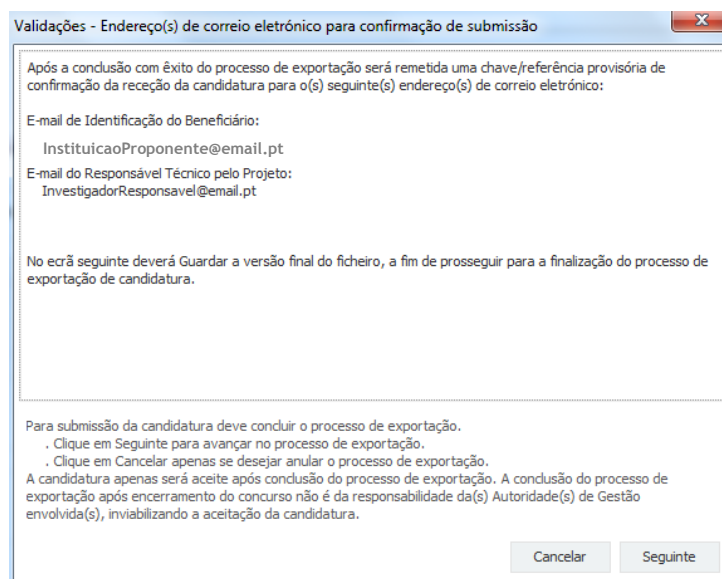 Validações - Endereço(s) de correio eletrónico para confirmação de submissão
x
Após a conclusão com êxito do processo de exportação será remetida uma chave/referência provisória de
confirmação da receção da candidatura para o(s) seguinte(s) endereço(s) de correio eletrónico:
E-mail de Identificação do Beneficiário:
InstituicaoProponente@email.pt
E-mail do Responsável Técnico pelo Projeto:
InvestigadorResponsavel@email.pt
No ecrã seguinte deverá Guardar a versão final do ficheiro, a fim de prosseguir para a finalização do processo de
exportação de candidatura.
Para submissão da candidatura deve concluir o processo de exportação.
. Clique em Seguinte para avançar no processo de exportação.
. Clique em Cancelar apenas se desejar anular o processo de exportação.
A candidatura apenas será aceite após conclusão do processo de exportação. A conclusão do processo de
exportação após encerramento do concurso não é da responsabilidade da(s) Autoridade(s) de Gestão
envolvida(s), inviabilizando a aceitação da candidatura.
Cancelar Seguinte